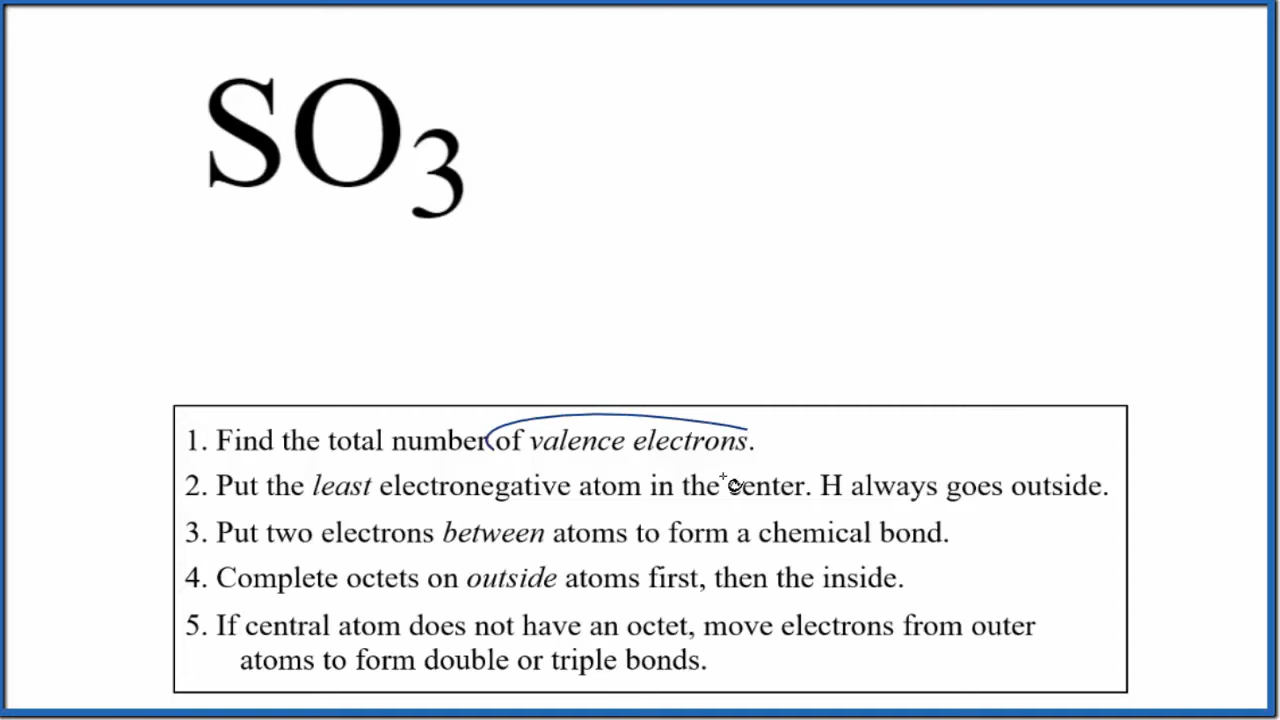 SO₃
1. Find the total number of valence electrons.
2. Put the least electronegative atom in the center. H always goes outside.
3. Put two electrons between atoms to form a chemical bond.
4. Complete octets on outside atoms first, then the inside.
5. If central atom does not have an octet, move electrons from outer
atoms to form double or triple bonds.